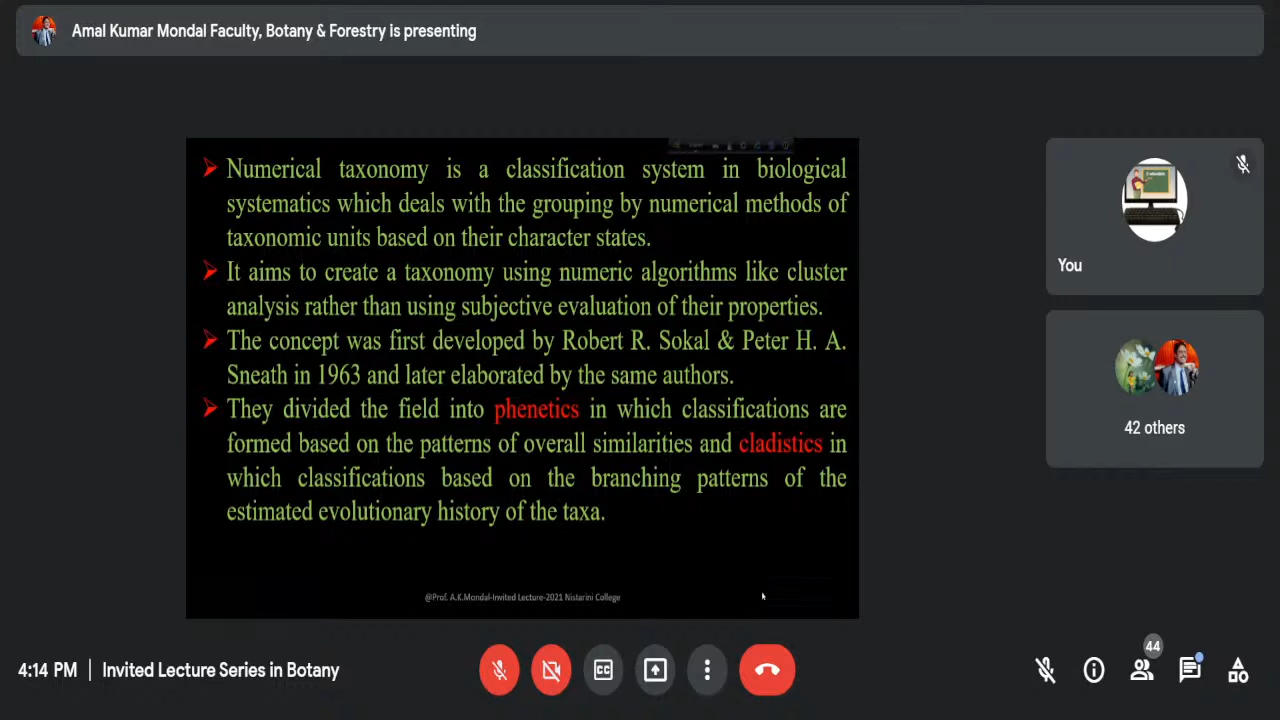 Amal Kumar Mondal Faculty, Botany & Forestry is presenting
Numerical taxonomy is a classification system in biological
systematics which deals with the grouping by numerical methods of
taxonomic units based on their character states.
It aims to create a taxonomy using numeric algorithms like cluster
analysis rather than using subjective evaluation of their properties.
The concept was first developed by Robert R. Sokal & Peter H. A.
Sneath in 1963 and later elaborated by the same authors.
They divided the field into phenetics in which classifications are
formed based on the patterns of overall similarities and cladistics in
which classifications based on the branching patterns of the
estimated evolutionary history of the taxa.
@Prof. A.K.Mondal-Invited Lecture-2021 Nistarini College
You
42 others
4:14 PM | Invited Lecture Series in Botany
CC
44